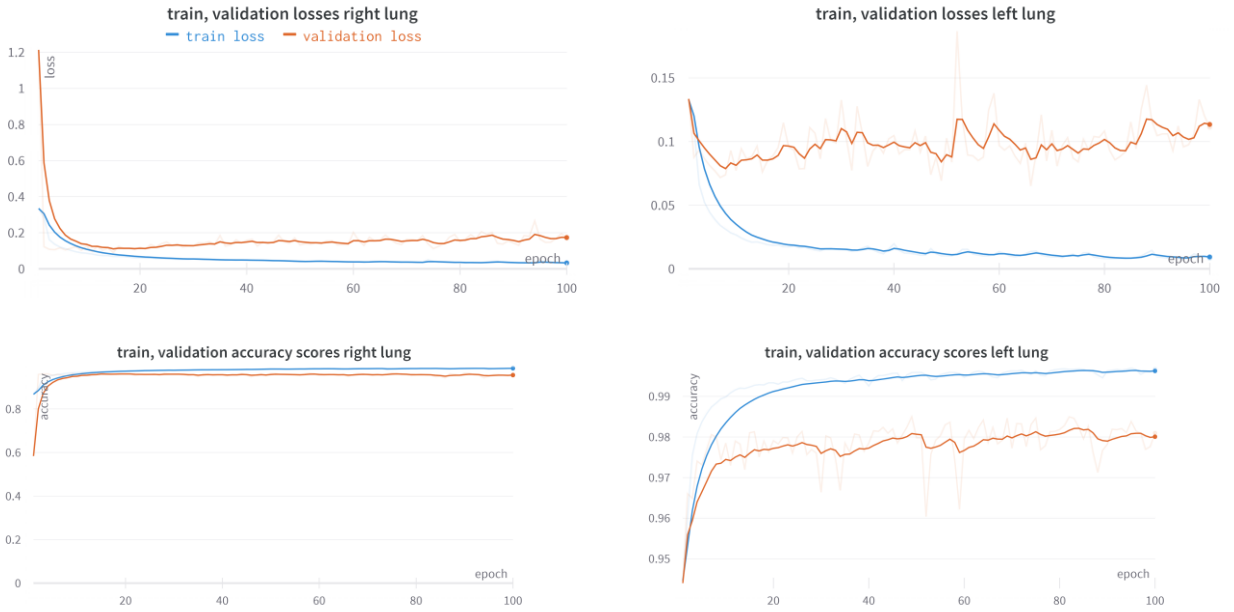 train, validation losses right lung
train loss validation loss
loss
1.2
1
0.8
0.6
0.4
0.2
0
epoch
20 40 60 80 100
train, validation losses left lung
0.15
0.1
0.05
0
epoch
20 40 60 80 100
train, validation accuracy scores right lung
accuracy
0.8
0.6
0.4
0.2
0
epoch
20 40 60 80 100
train, validation accuracy scores left lung
accuracy
0.99
0.98
0.97
0.96
0.95
epoch
20 40 60 80 100